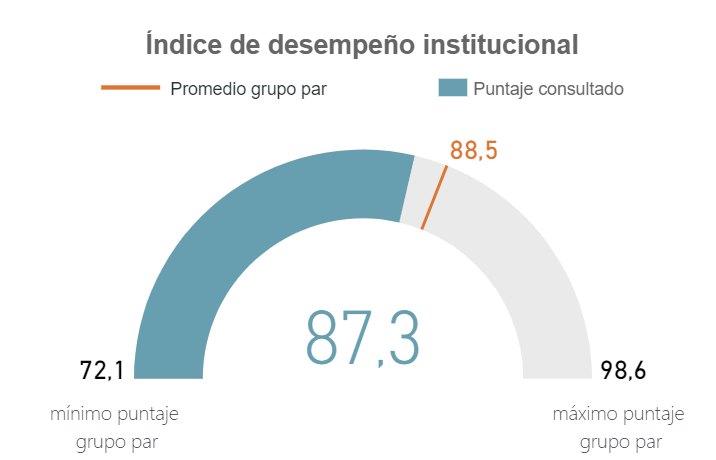 Índice de desempeño institucional
Promedio grupo par
Puntaje consultado
88,5
87,3
72,1
98,6
mínimo puntaje
grupo par
máximo puntaje
grupo par